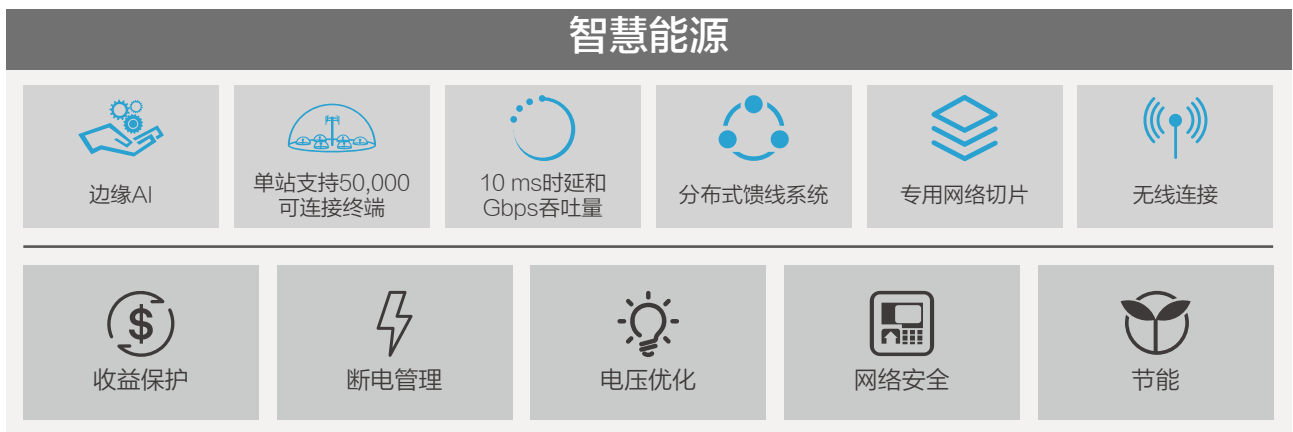 智慧能源
边缘AI
单站支持50,000
可连接终端
10 ms时延和
Gbps吞吐量
分布式馈线系统
专用网络切片
无线连接
$
收益保护
断电管理
电压优化
网络安全
节能